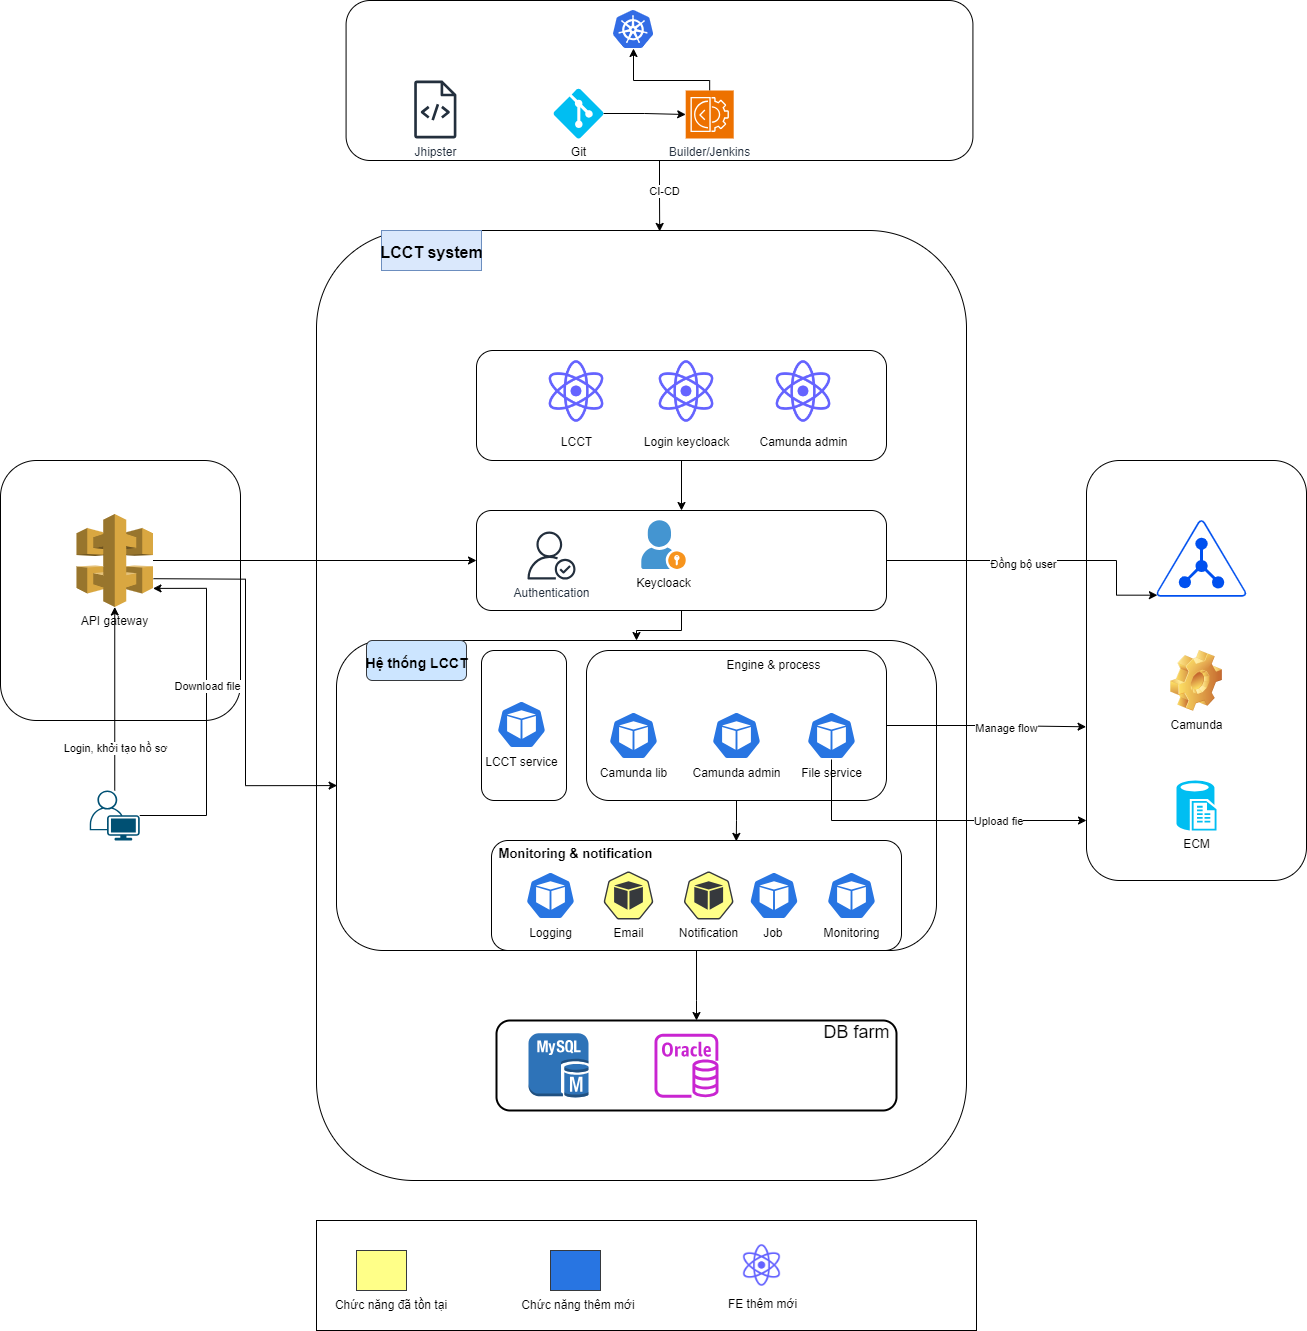 Jhipster
Git
Builder/Jenkins
CI-CD
LCCT system
LCCT
Login keycloack
Camunda admin
API gateway
Authentication
Keycloack
Đồng bộ user
Download file
Login, khởi tạo hồ sơ
Hệ thống LCCT
LCCT service
Engine & process
Camunda lib
Camunda admin
File service
Manage flow
Upload fie
Camunda
ECM
Monitoring & notification
Logging
Email
Notification
Job
Monitoring
DB farm
MySQL
M
Oracle
Chức năng đã tồn tại
Chức năng thêm mới
FE thêm mới